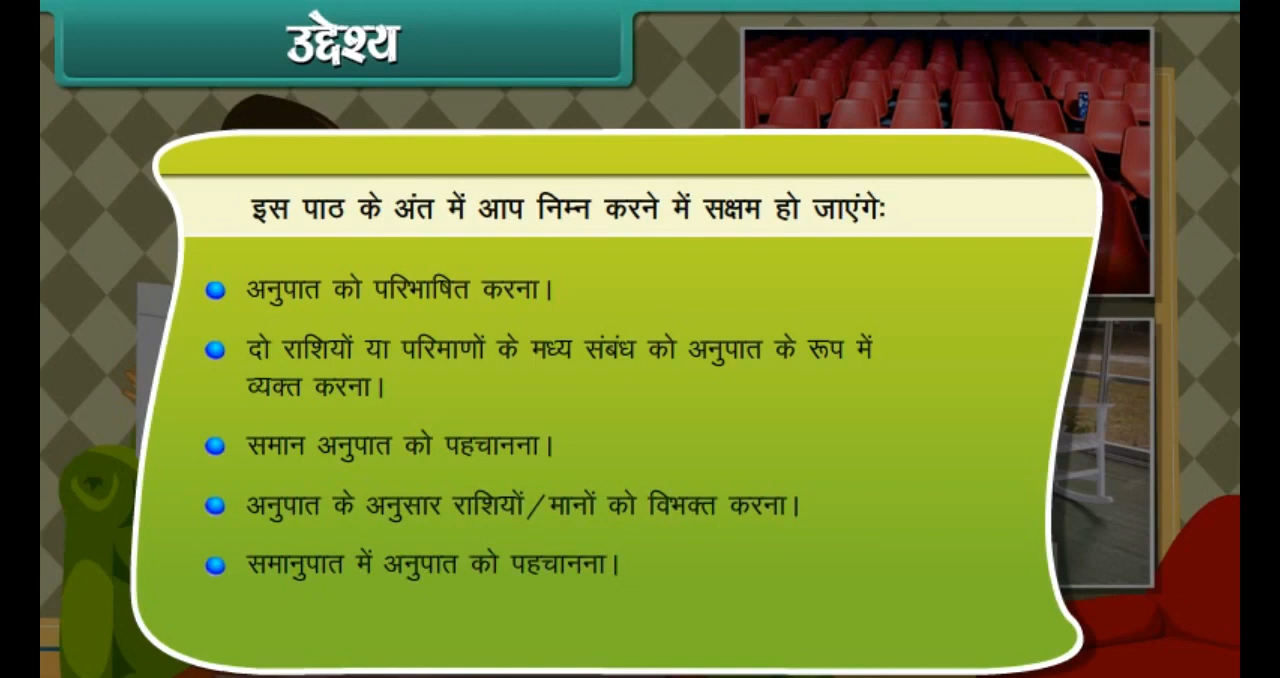 उद्देश्य
इस पाठ के अंत में आप निम्न करने में सक्षम हो जाएंगे:
अनुपात को परिभाषित करना।
दो राशियों या परिमाणों के मध्य संबंध को अनुपात के रूप में
व्यक्त करना।
समान अनुपात को पहचानना।
अनुपात के अनुसार राशियों/मानों को विभक्त करना।
समानुपात में अनुपात को पहचानना।